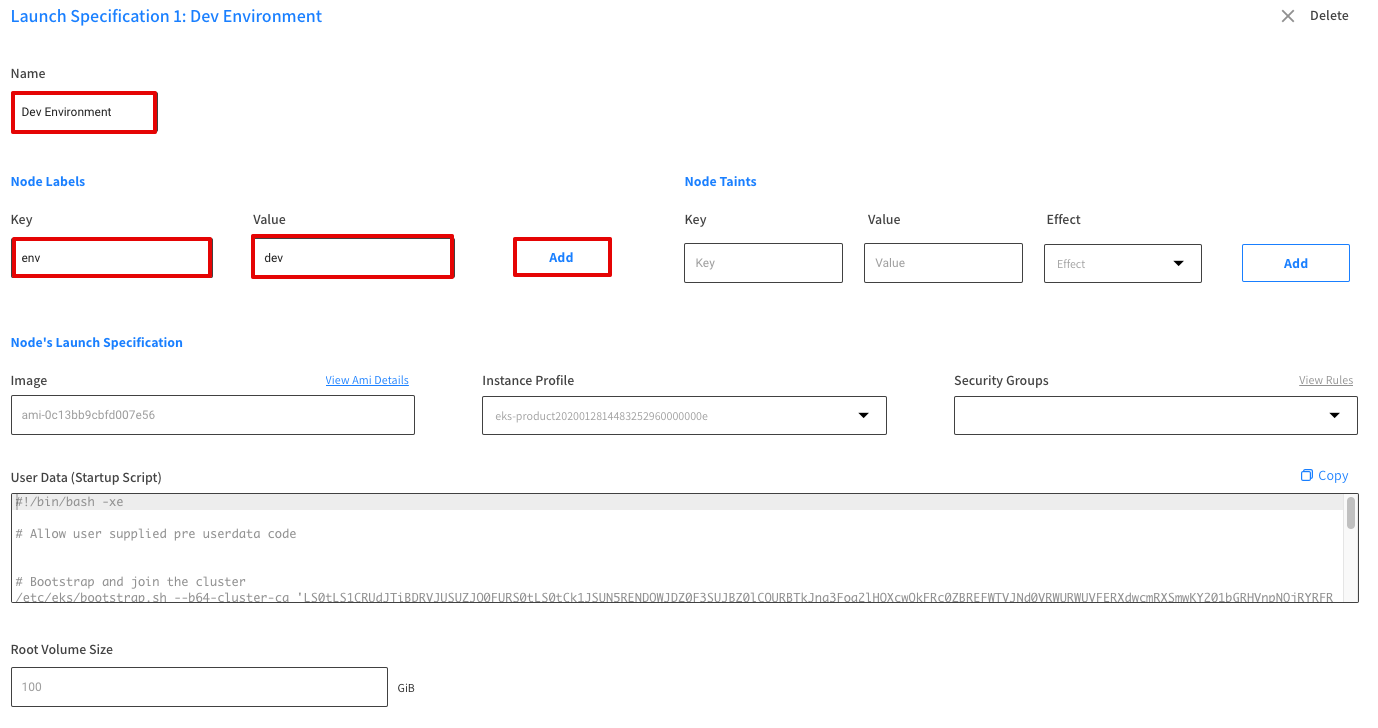 Launch Specification 1: Dev Environment
Delete
Name
Dev Environment
Node Labels
Node Taints
Key
Value
Key
Value
Effect
env
dev
Add
Key
Value
Effect
Add
Node's Launch Specification
Image
View Ami Details
Instance Profile
Security Groups
View Rules
ami-0c13bb9cbfd007e56
eks-product2020012814483252960000000e
User Data (Startup Script)
Copy
#!/bin/bash -xe
# Allow user supplied pre userdata code
# Bootstrap and join the cluster
/etc/eks/bootstrap.sh --b64-cluster-ca
Root Volume Size
100
GiB